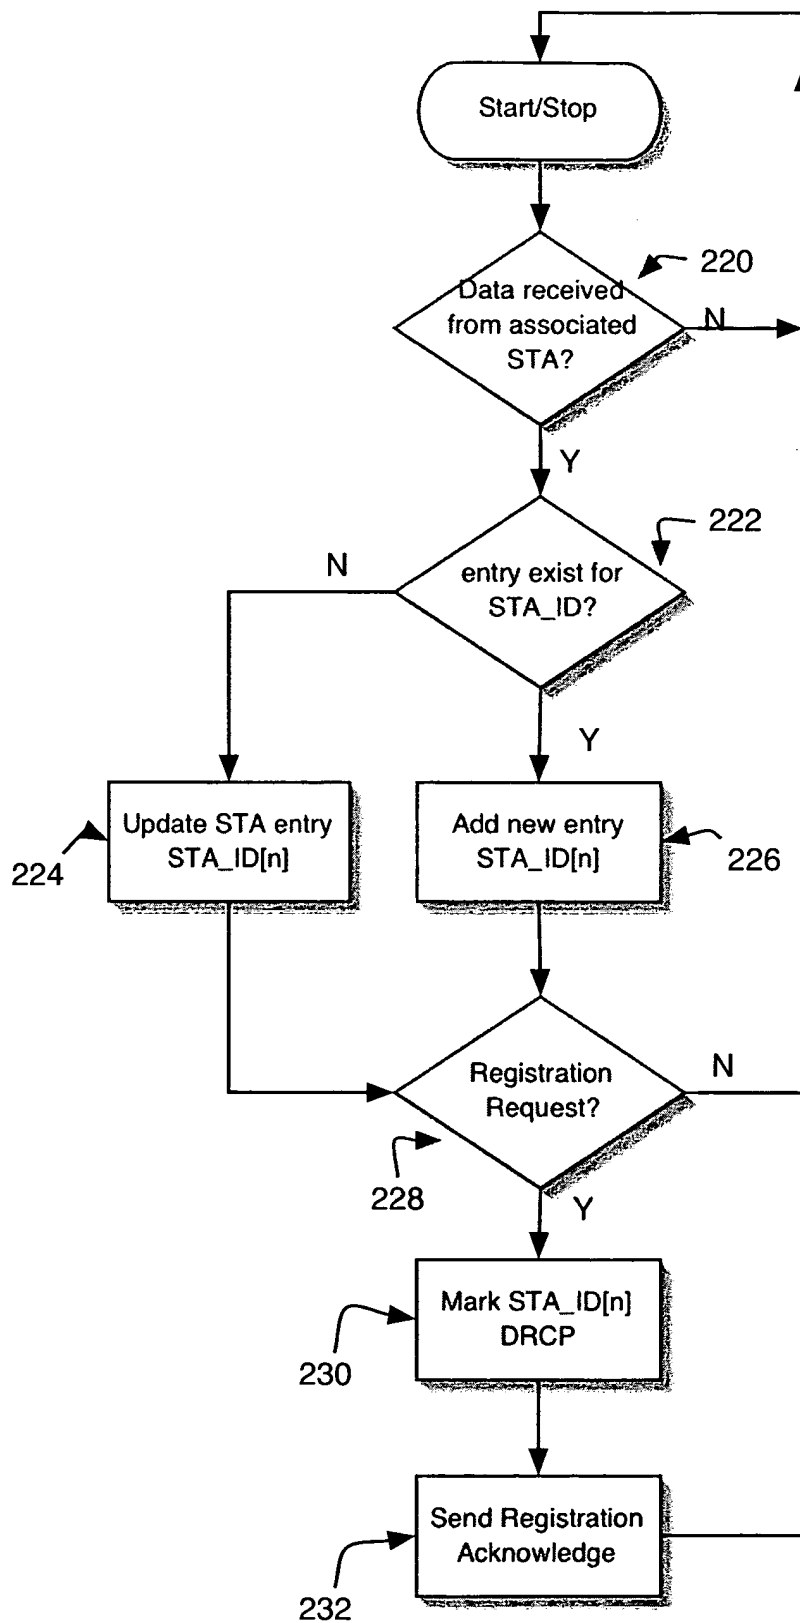 Start/Stop
220
Data received
from associated
STA?
N
Y
222
entry exist for
STA_ID?
N
Y
Update STA entry
STA_ID[n]
224
Add new entry
STA_ID[n]
226
Registration
Request?
N
228
Y
Mark STA_ID[n]
DRCP
230
Send Registration
Acknowledge
232